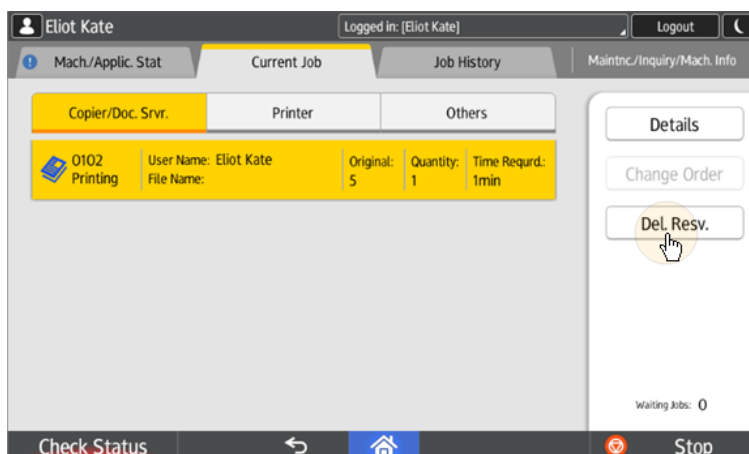 Eliot Kate
Logged in: [Eliot Kate]
Logout
Mach./Applic. Stat
Current Job
Job History
Maintnc./Inquiry/Mach. Info
Copier/Doc. Srvr.
Printer
Others
Details
0102
Printing
User Name: Eliot Kate
File Name:
Original:
5
Quantity:
1
Time Requrd.:
1min
Change Order
Del. Resv.
Waiting Jobs: 0
Check Status
Stop